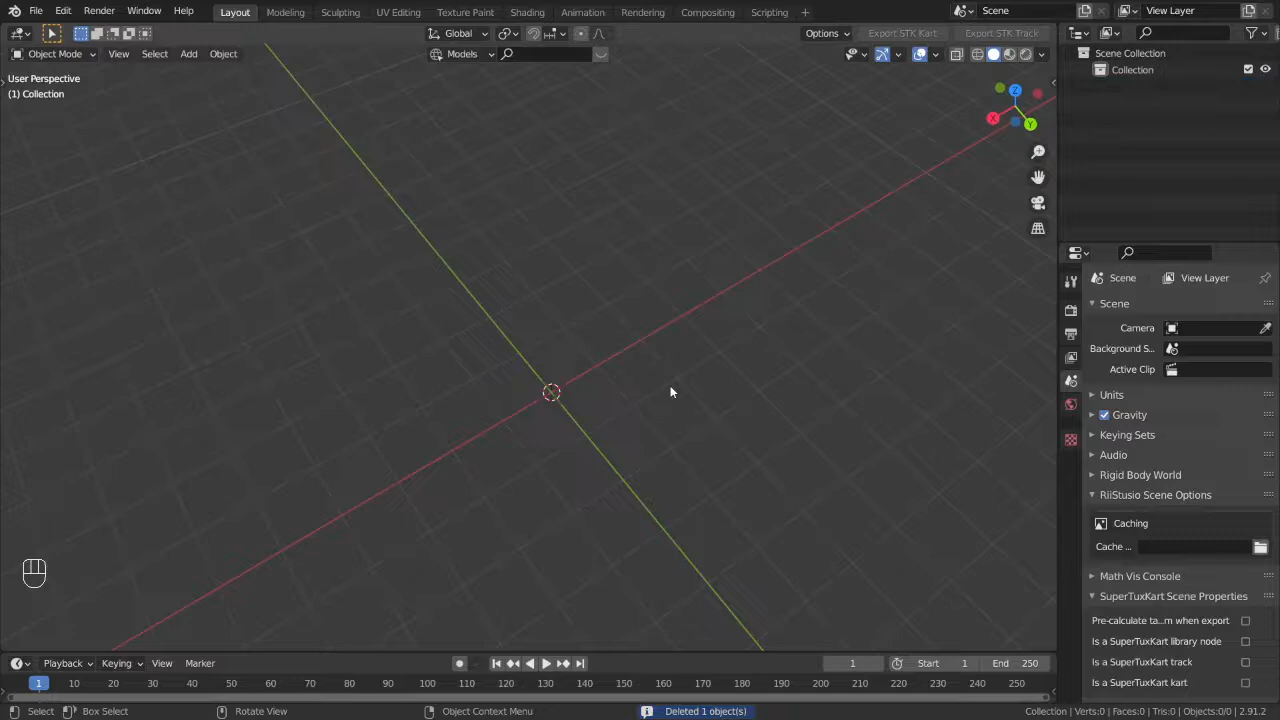 File Edit Render Window Help Layout Modeling Sculpting UV Editing Texture Paint Shading Animation Rendering Compositing Scripting + Scene View Layer
Global Options Export STK Kart Export STK Track
Object Mode View Select Add Object Models
User Perspective
(1) Collection
Z
X
Y
Scene Collection
Collection
Scene View Layer
Scene
Camera
Background S...
Active Clip
Units
Gravity
Keying Sets
Audio
Rigid Body World
RiiStudio Scene Options
Caching
Cache ...
Math Vis Console
SuperTuxKart Scene Properties
Pre-calculate ta...m when export
Is a SuperTuxKart library node
Is a SuperTuxKart track
Is a SuperTuxKart kart
Playback Keying View Marker 1 Start 1 End 250
1 10 20 30 40 50 60 70 80 90 100 110 120 130 140 150 160 170 180 190 200 210 220 230 240 250
Select Box Select Rotate View Object Context Menu Deleted 1 object(s) Collection | Verts:0 | Faces:0 | Tris:0 | Objects:0/0 | 2.91.2